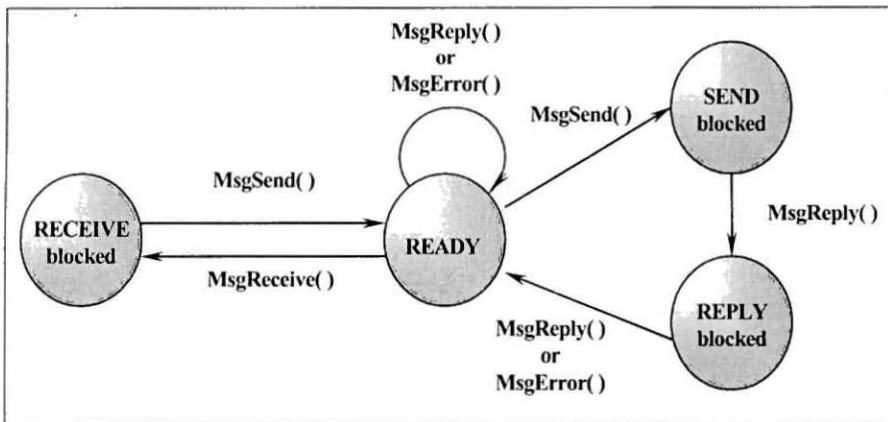 MsgReply( )
or
MsgError( )
SEND
blocked
MsgSend( )
MsgSend( )
RECEIVE
blocked
READY
MsgReply( )
MsgReceive( )
REPLY
blocked
MsgReply( )
or
MsgError( )